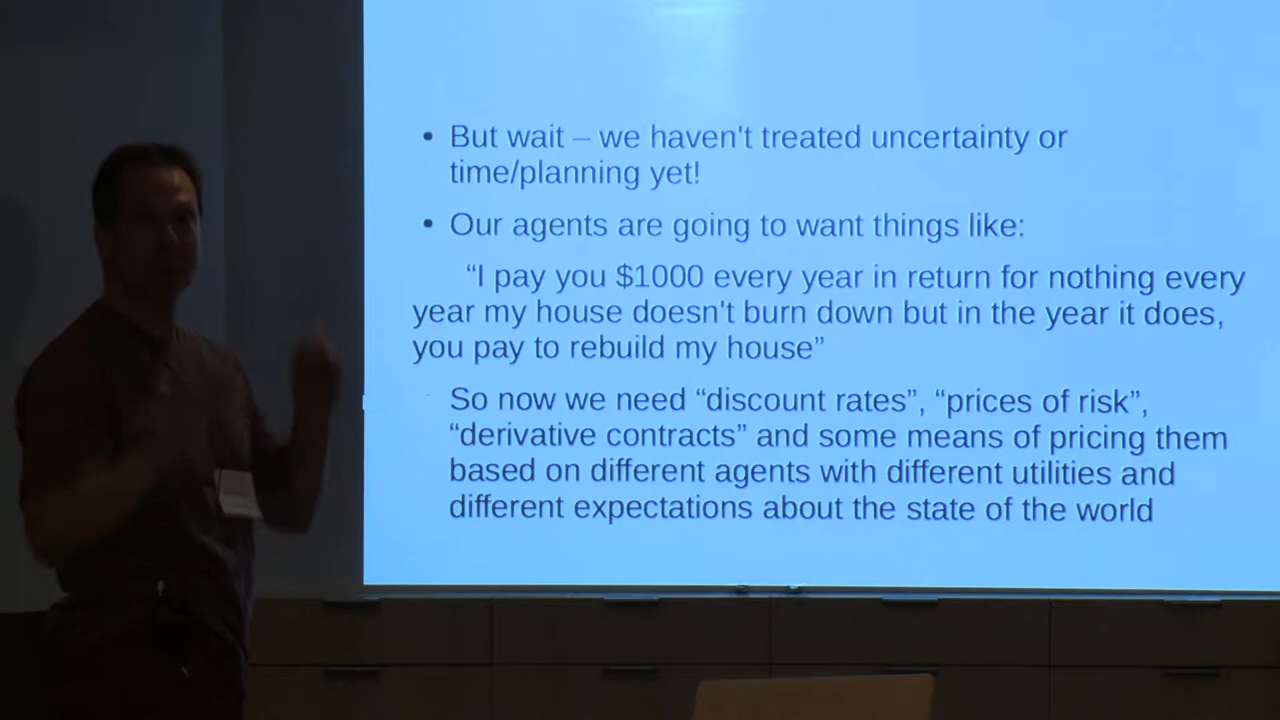 • But wait – we haven't treated uncertainty or
time/planning yet!
• Our agents are going to want things like:
“I pay you $1000 every year in return for nothing every
year my house doesn't burn down but in the year it does,
you pay to rebuild my house”
So now we need “discount rates”, “prices of risk”,
“derivative contracts” and some means of pricing them
based on different agents with different utilities and
different expectations about the state of the world